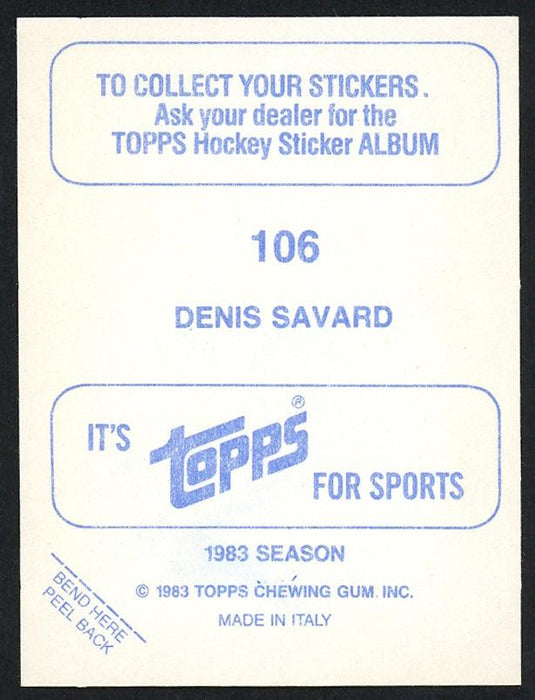 TO COLLECT YOUR STICKERS.
Ask your dealer for the
TOPPS Hockey Sticker ALBUM
106
DENIS SAVARD
IT'S topps® FOR SPORTS
1983 SEASON
© 1983 TOPPS CHEWING GUM. INC.
MADE IN ITALY
BEND HERE
PEEL BACK